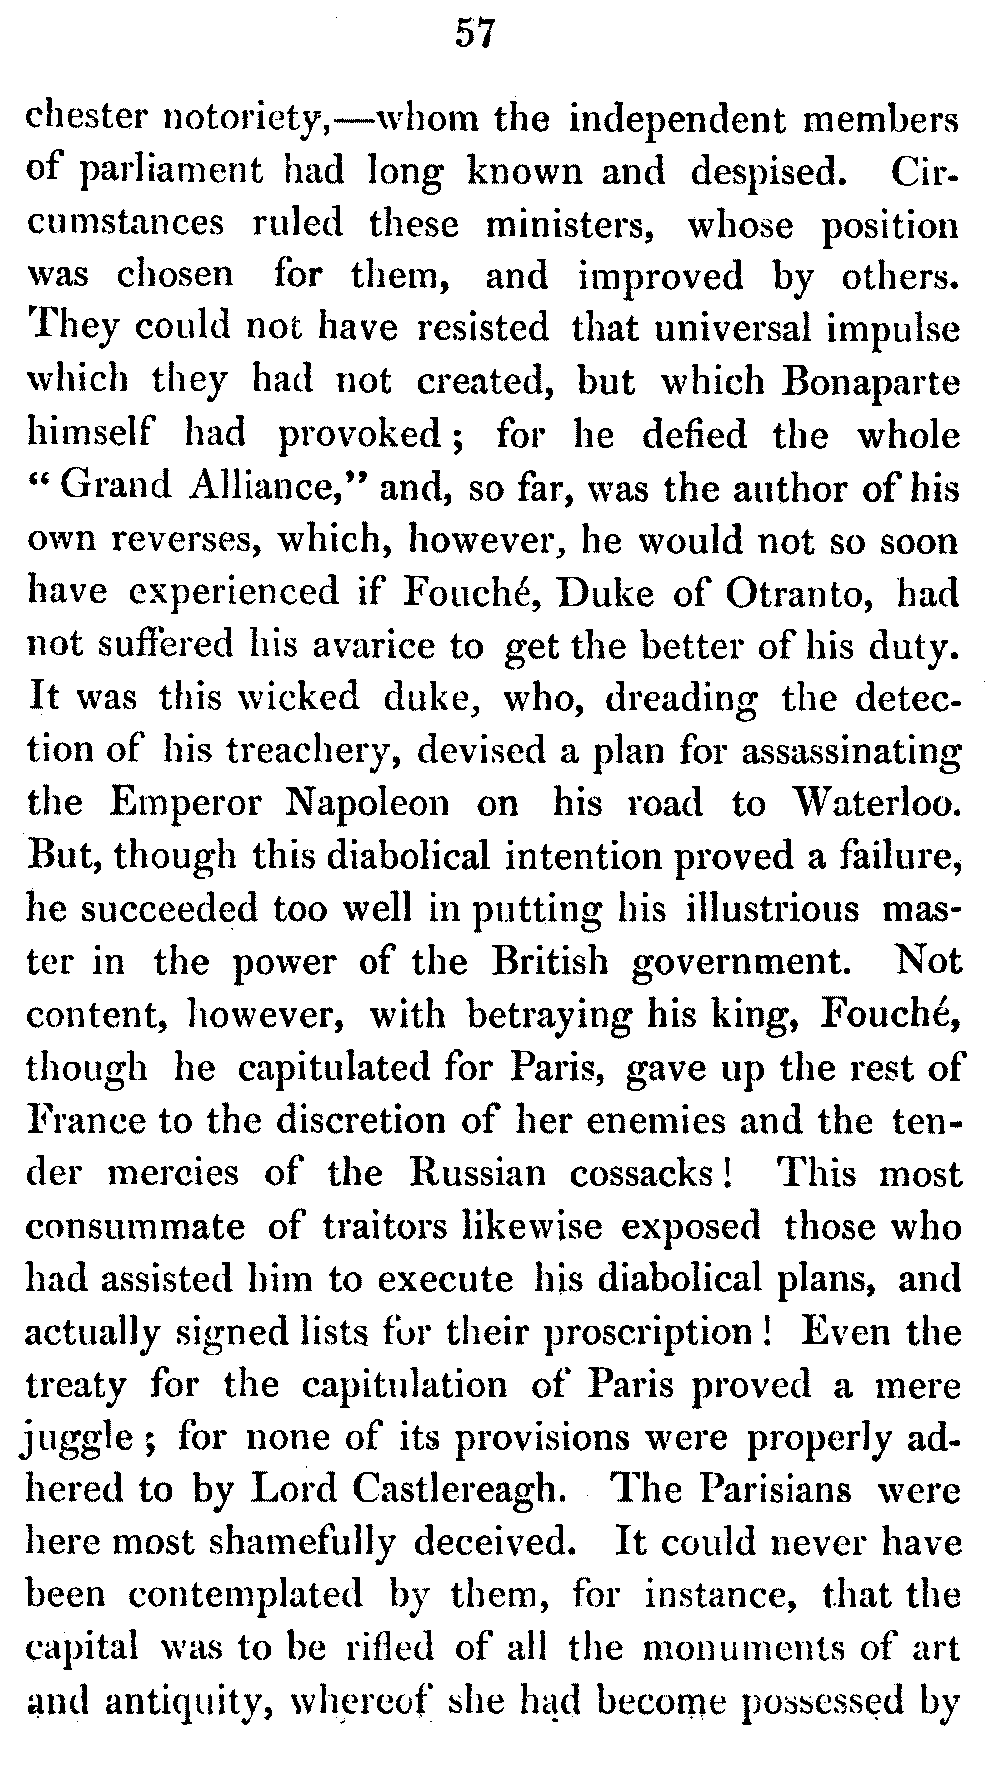 57
chester notoriety,—whom the independent members
of parliament had long known and despised. Cir-
cumstances ruled these ministers, whose position
was chosen for them, and improved by others.
They could not have resisted that universal impulse
which they had not created, but which Bonaparte
himself had provoked; for he defied the whole
“Grand Alliance,” and, so far, was the author of his
own reverses, which, however, he would not so soon
have experienced if Fouché, Duke of Otranto, had
not suffered his avarice to get the better of his duty.
It was this wicked duke, who, dreading the detec-
tion of his treachery, devised a plan for assassinating
the Emperor Napoleon on his road to Waterloo.
But, though this diabolical intention proved a failure,
he succeeded too well in putting his illustrious mas-
ter in the power of the British government. Not
content, however, with betraying his king, Fouché,
though he capitulated for Paris, gave up the rest of
France to the discretion of her enemies and the ten-
der mercies of the Russian cossacks! This most
consummate of traitors likewise exposed those who
had assisted him to execute his diabolical plans, and
actually signed lists for their proscription! Even the
treaty for the capitulation of Paris proved a mere
juggle; for none of its provisions were properly ad-
hered to by Lord Castlereagh. The Parisians were
here most shamefully deceived. It could never have
been contemplated by them, for instance, that the
capital was to be rifled of all the monuments of art
and antiquity, whereof she had become possessed by